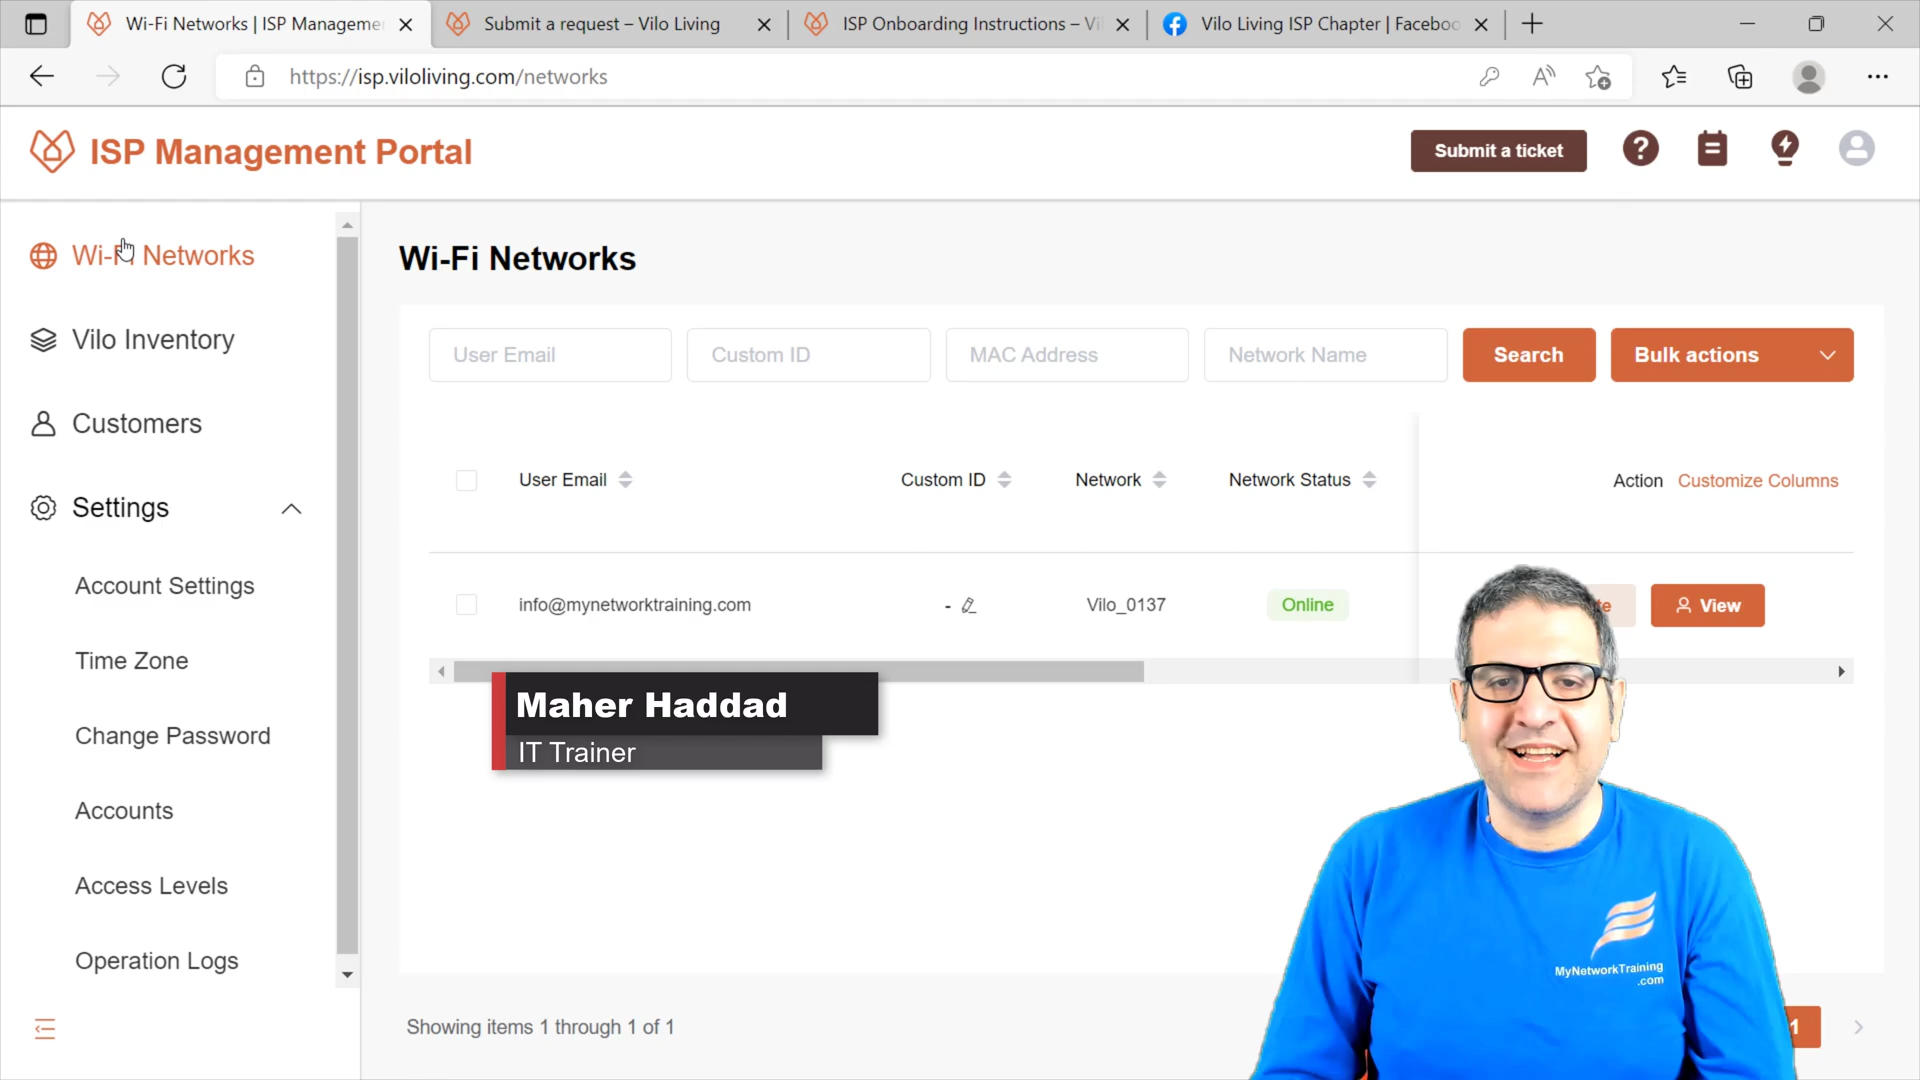 Wi-Fi Networks | ISP Manageme
Submit a request – Vilo Living
ISP Onboarding Instructions – Vil
Vilo Living ISP Chapter | Faceboo
https://isp.viloliving.com/networks
ISP Management Portal
Submit a ticket
Wi-Fi Networks
Vilo Inventory
Customers
Settings
Account Settings
Time Zone
Change Password
Accounts
Access Levels
Operation Logs
Wi-Fi Networks
User Email
Custom ID
MAC Address
Network Name
Search
Bulk actions
User Email
Custom ID
Network
Network Status
Action
Customize Columns
info@mynetworktraining.com
-
Vilo_0137
Online
View
Maher Haddad
IT Trainer
MyNetworkTraining
.com
Showing items 1 through 1 of 1
1